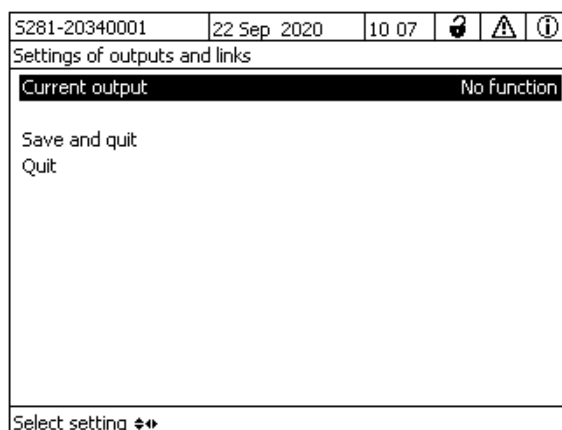 S281-20340001 22 Sep 2020 10 07
Settings of outputs and links
Current output No function
Save and quit
Quit
Select setting